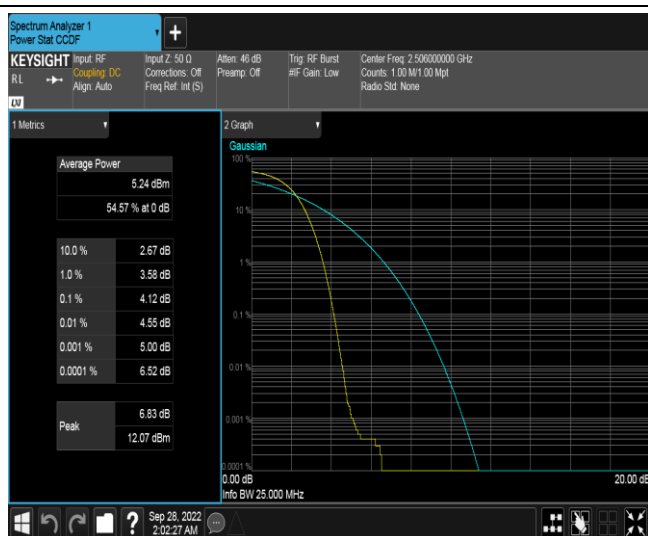 Spectrum Analyzer 1
Power Stat CCDF
KEYSIGHT
RL
Input: RF
Coupling: DC
Align: Auto
Input Z: 50 Ω
Corrections: Off
Freq Ref: Int (S)
Atten: 46 dB
Preamp: Off
Trig: RF Burst
#IF Gain: Low
Center Freq: 2.506000000 GHz
Counts: 1.00 M/1.00 Mpt
Radio Std: None
LXI
1 Metrics
Average Power
5.24 dBm
54.57 % at 0 dB
10.0 % 2.67 dB
1.0 % 3.58 dB
0.1 % 4.12 dB
0.01 % 4.55 dB
0.001 % 5.00 dB
0.0001 % 6.52 dB
Peak
6.83 dB
12.07 dBm
2 Graph
Gaussian
100 %
10 %
1 %
0.1 %
0.01 %
0.001 %
0.0001 %
0.00 dB
20.00 dB
Info BW 25.000 MHz
?
Sep 28, 2022
2:02:27 AM